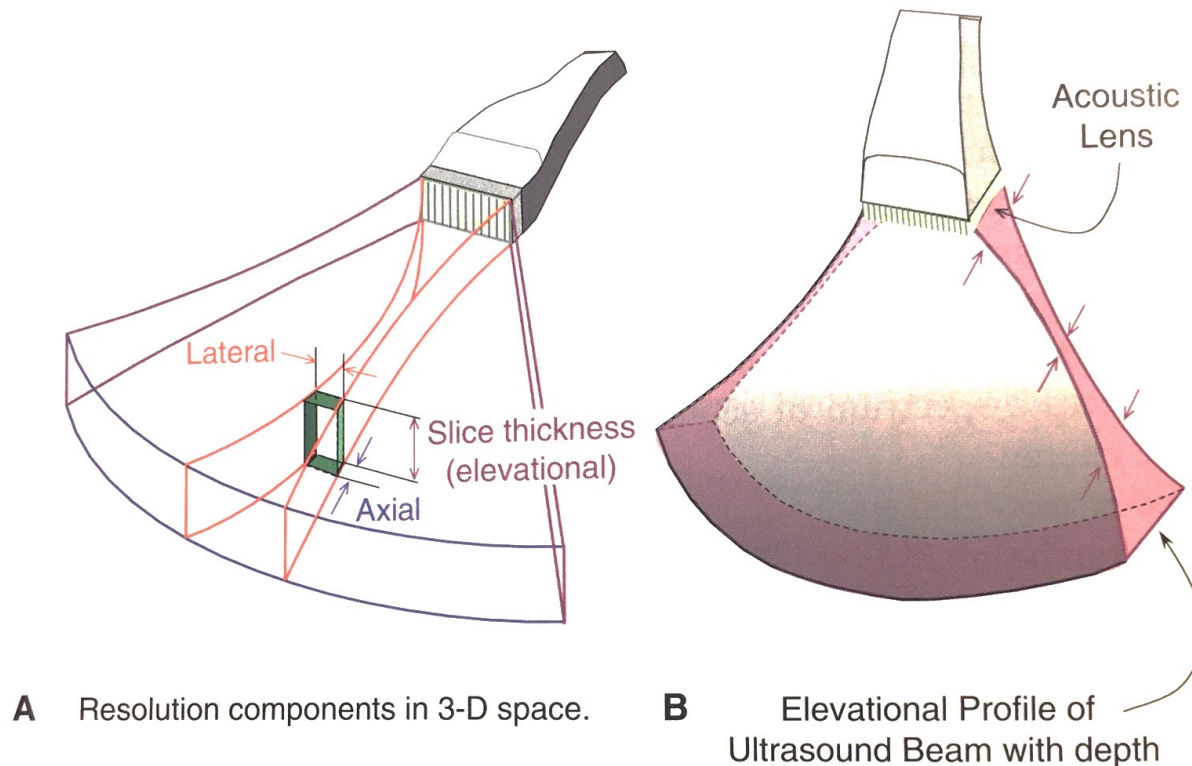 Acoustic
Lens
Lateral
Slice thickness
(elevational)
Axial
A Resolution components in 3-D space.
B Elevational Profile of
Ultrasound Beam with depth